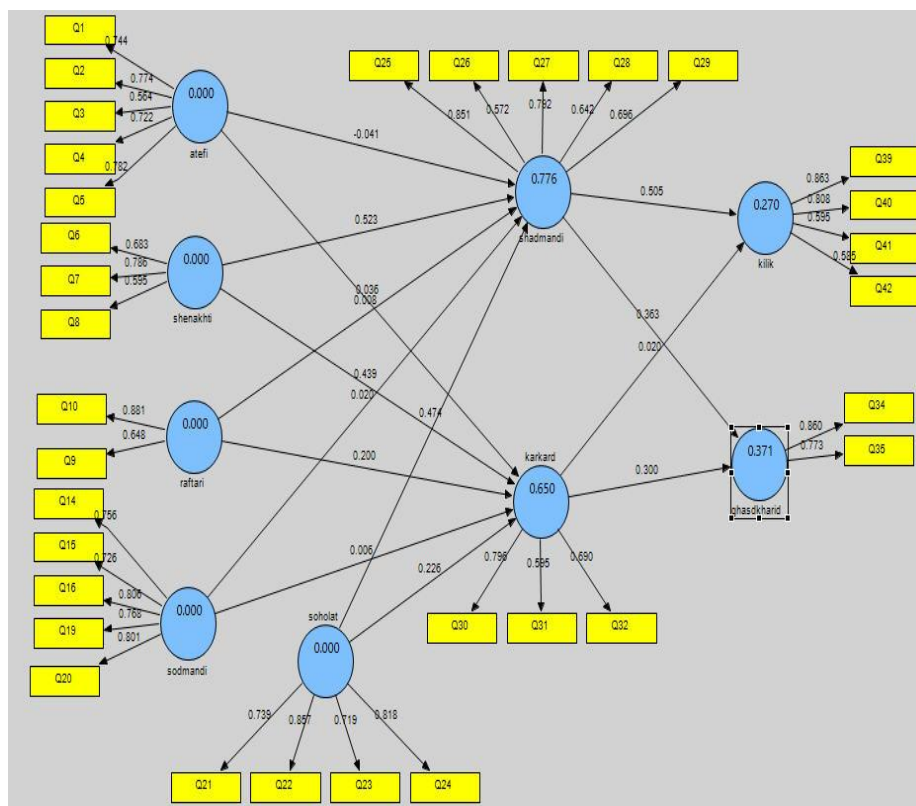 Q1
0.744
Q2
0.774
Q3
0.564
0.722
Q4
0.782
Q5
0.000
atefi
Q6
0.683
Q7
0.786
0.595
Q8
0.000
shenakhti
Q10
0.881
0.648
Q9
0.000
raftari
Q14
0.756
Q15
0.726
Q16
0.806
0.768
Q19
0.801
Q20
0.000
sodmandi
soholat
0.000
0.739
0.857
0.719
0.818
Q21
Q22
Q23
Q24
Q25
Q26
Q27
Q28
Q29
0.851
0.572
0.792
0.642
0.696
-0.041
0.523
0.036
0.008
0.439
0.020
0.474
0.200
0.006
0.226
0.776
shadmandi
karkard
0.650
0.796
0.595
0.690
Q30
Q31
Q32
0.505
0.363
0.020
0.300
0.270
kilik
Q39
0.863
0.808
Q40
0.595
Q41
0.585
Q42
0.371
ghasdkharid
Q34
0.860
0.773
Q35